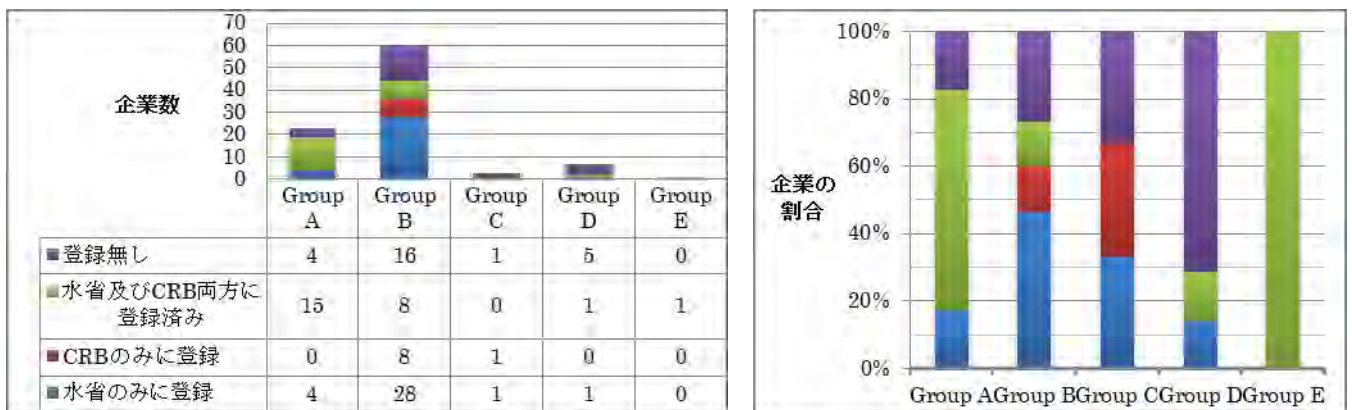 70
60
50
40
30
20
10
0
企業数
Group A Group B Group C Group D Group E
登録無し 4 16 1 5 0
水省及びCRB両方に
登録済み 15 8 0 1 1
CRBのみに登録 0 8 1 0 0
水省のみに登録 4 28 1 1 0
100%
80%
60%
40%
20%
0%
企業の
割合
Group A Group B Group C Group D Group E